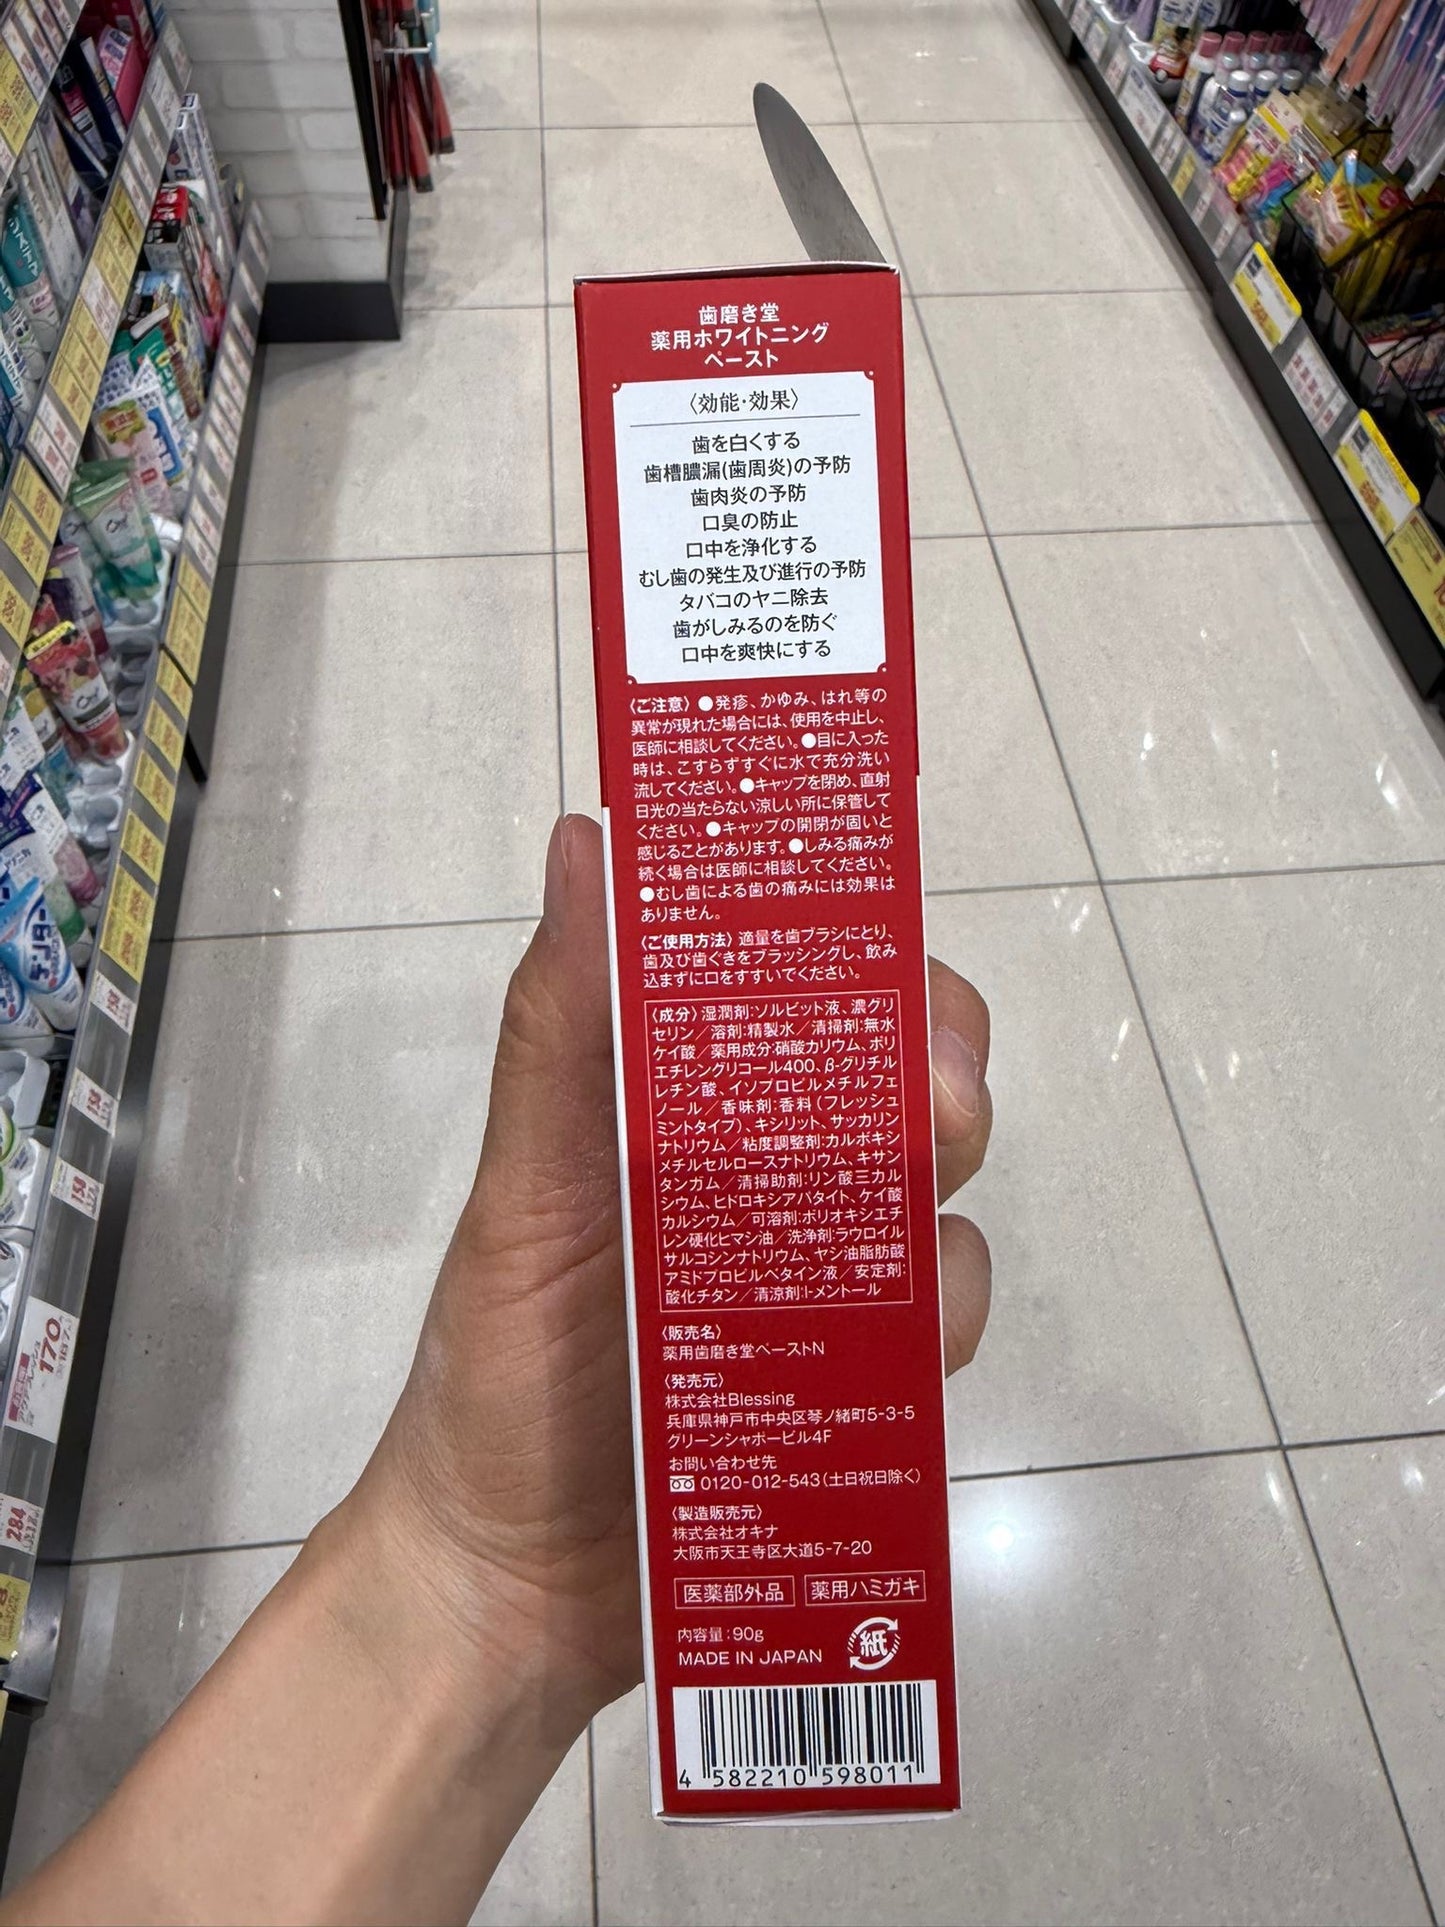 歯磨き堂
薬用ホワイトニング
ペースト
〈効能・効果〉
歯を白くする
歯槽膿漏(歯周炎)の予防
歯肉炎の予防
口臭の防止
口中を浄化する
むし歯の発生及び進行の予防
タバコのヤニ除去
歯がしみるのを防ぐ
口中を爽快にする
〈ご注意〉●発疹、かゆみ、はれ等の
異常が現れた場合には、使用を中止し、
医師に相談してください。●目に入った
時は、こすらずすぐに水で充分洗い
流してください。●キャップを閉め、直射
日光の当たらない涼しい所に保管して
ください。●キャップの開閉が固いと
感じることがあります。●しみる痛みが
続く場合は医師に相談してください。
●むし歯による歯の痛みには効果は
ありません。
〈ご使用方法〉適量を歯ブラシにとり、
歯及び歯ぐきをブラッシングし、飲み
込まずに口をすすいでください。
〈成分〉湿潤剤:ソルビット液、濃グリ
セリン／溶剤:精製水／清掃剤:無水
ケイ酸／薬用成分:硝酸カリウム、ポリ
エチレングリコール400、β-グリチル
レチン酸、イソプロピルメチルフェ
ノール／香味剤:香料(フレッシュ
ミントタイプ)、キシリット、サッカリン
ナトリウム／粘度調整剤:カルボキシ
メチルセルロースナトリウム、キサン
タンガム／清掃助剤:リン酸三カル
シウム、ヒドロキシアパタイト、ケイ酸
カルシウム／可溶剤:ポリオキシエチ
レン硬化ヒマシ油／洗浄剤:ラウロイル
サルコシンナトリウム、ヤシ油脂肪酸
アミドプロピルベタイン液／安定剤:
酸化チタン／清涼剤:l-メントール
〈販売名〉
薬用歯磨き堂ペーストN
〈発売元〉
株式会社Blessing
兵庫県神戸市中央区琴ノ緒町5-3-5
グリーンシャポービル4F
お問い合わせ先
0120-012-543(土日祝日除く)
〈製造販売元〉
株式会社オキナ
大阪市天王寺区大道5-7-20
医薬部外品 薬用ハミガキ
内容量:90g
MADE IN JAPAN
紙
4 582210 598011
170
158
284